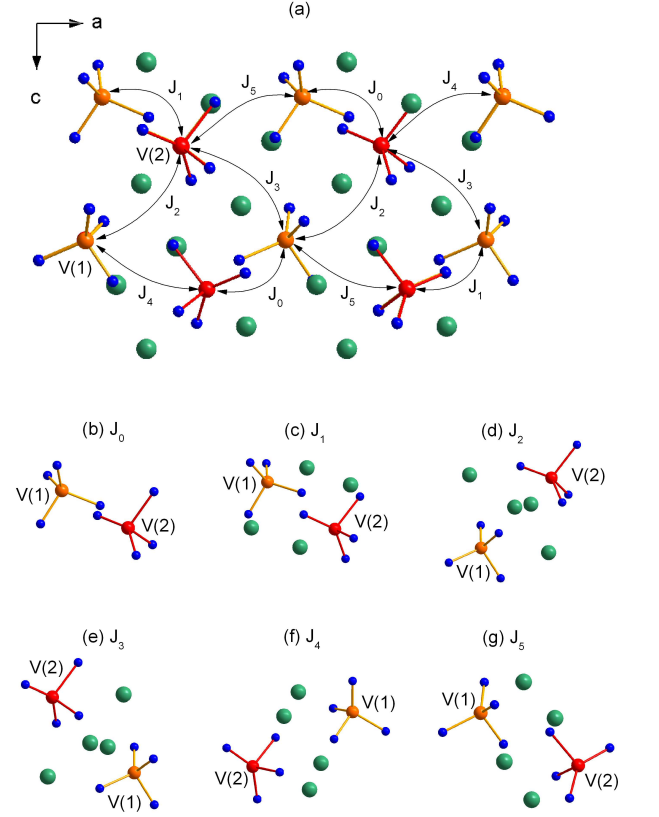 (a)
a
c
J₁
J₅
J₀
J₄
V(2)
J₃
J₃
J₂
J₂
V(1)
J₄
J₀
J₅
J₁
(b) J₀
(c) J₁
(d) J₂
V(1)
V(2)
V(1)
V(2)
V(2)
V(1)
(e) J₃
(f) J₄
(g) J₅
V(2)
V(1)
V(1)
V(2)
V(1)
V(2)